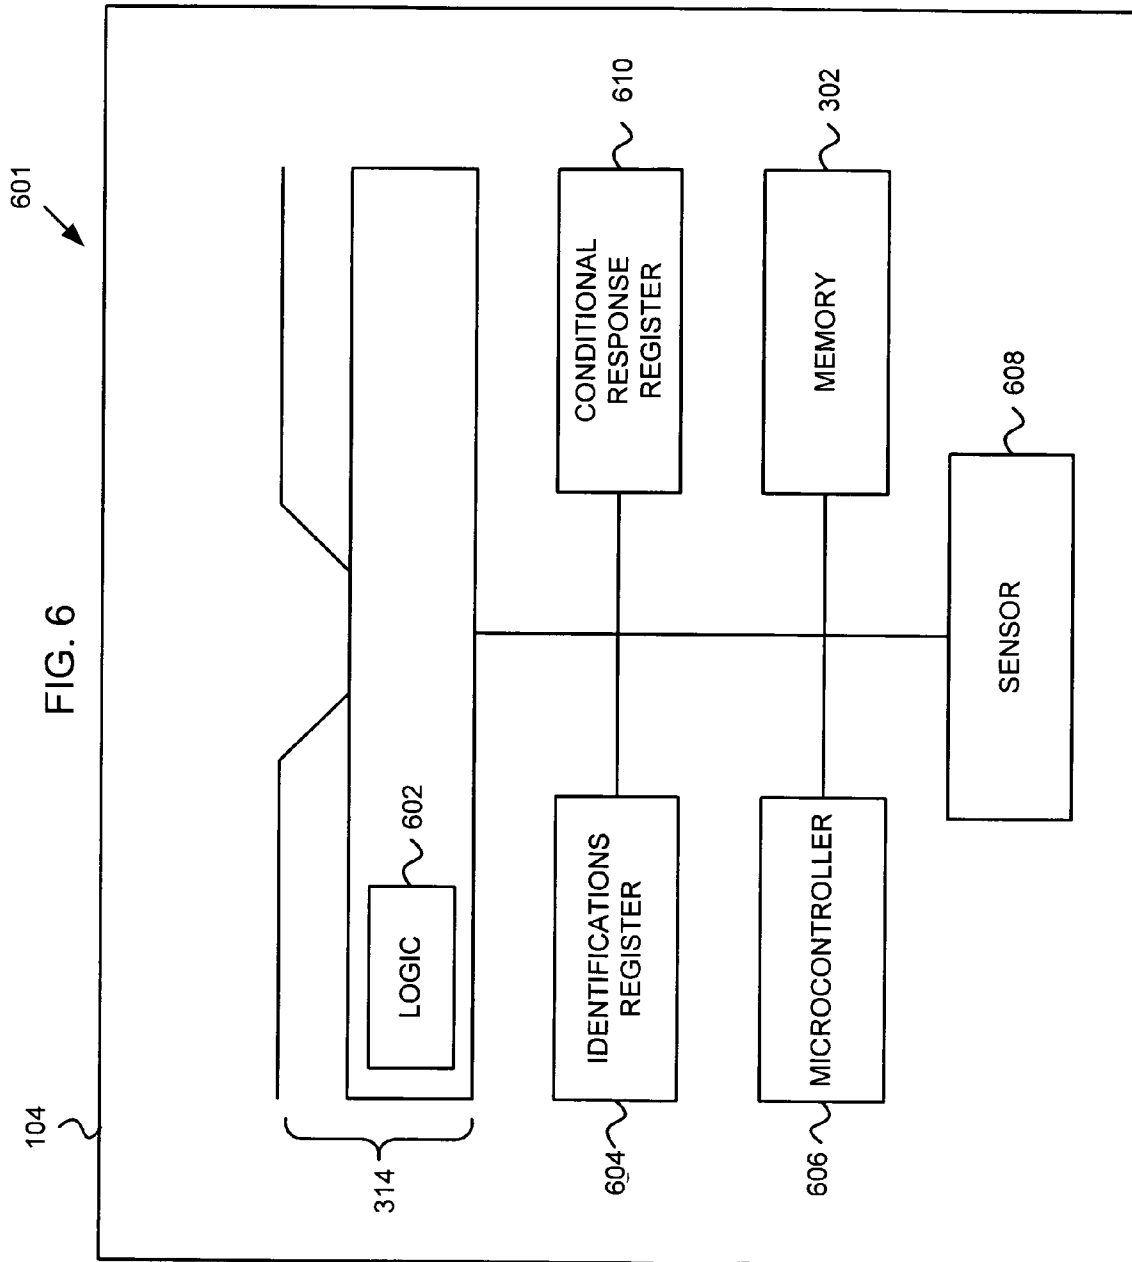 FIG. 6
601
104
314
LOGIC
602
604
IDENTIFICATIONS
REGISTER
CONDITIONAL
RESPONSE
REGISTER
610
606
MICROCONTROLLER
MEMORY
302
SENSOR
608